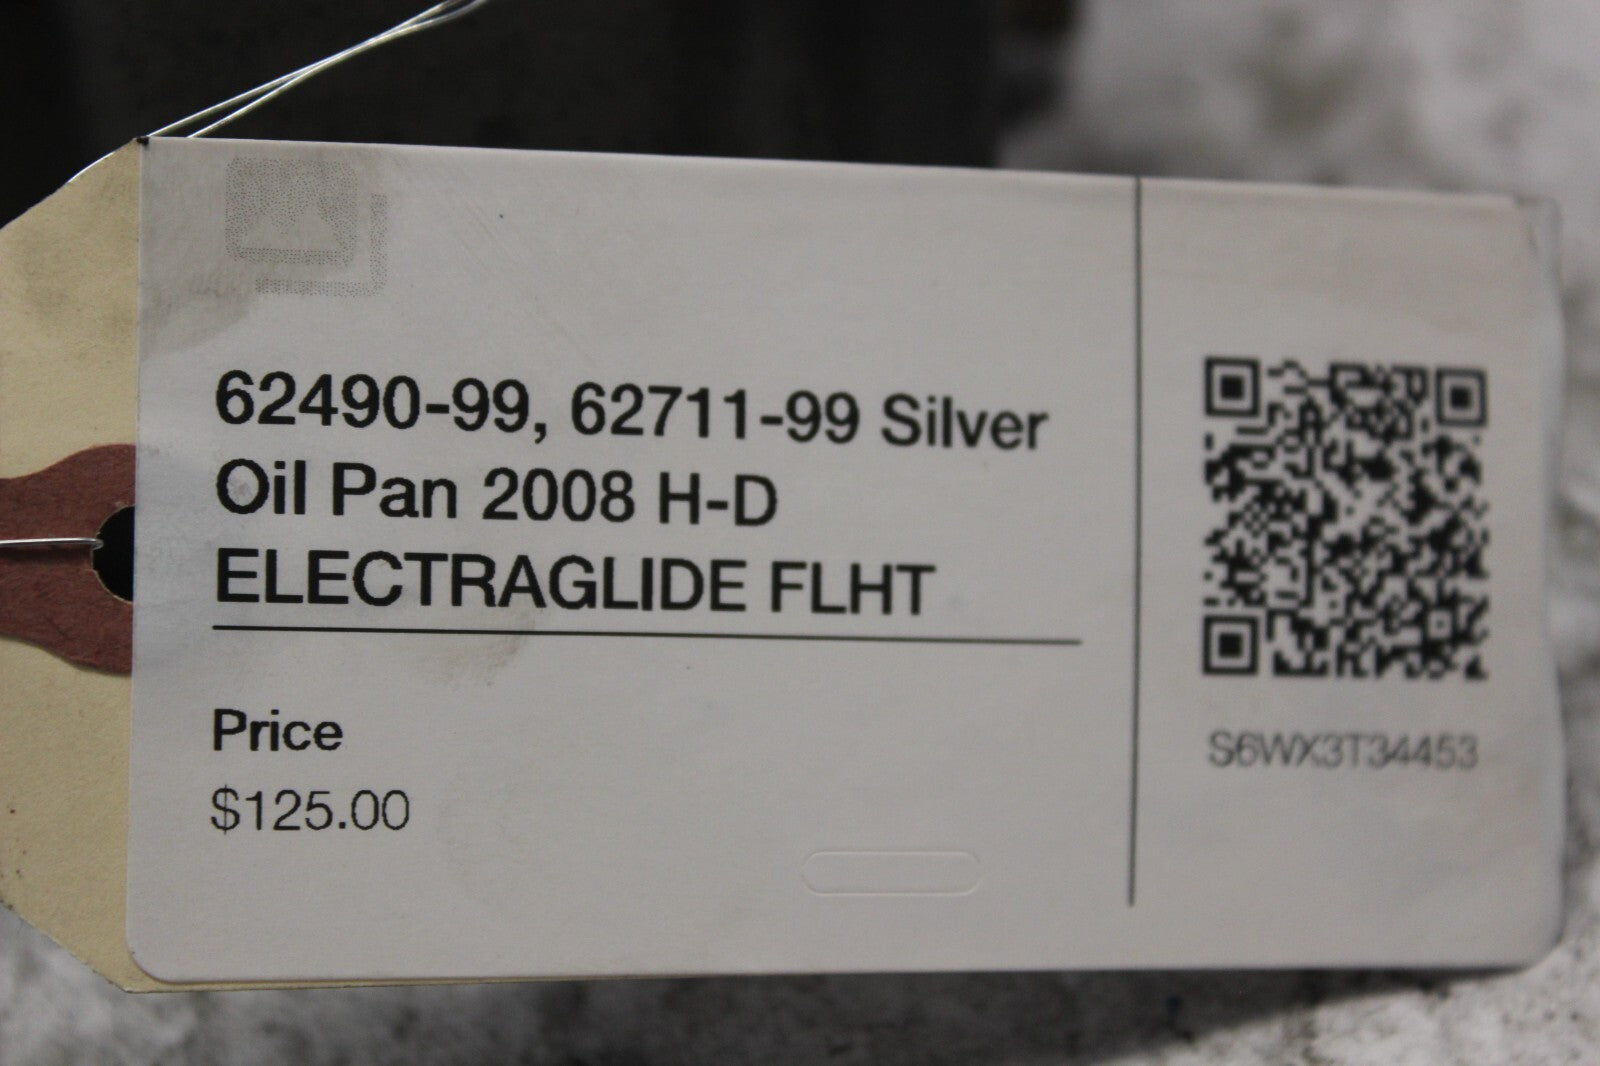 62490-99, 62711-99 Silver
Oil Pan 2008 H-D
ELECTRAGLIDE FLHT
Price
$125.00
S6WX3T34453